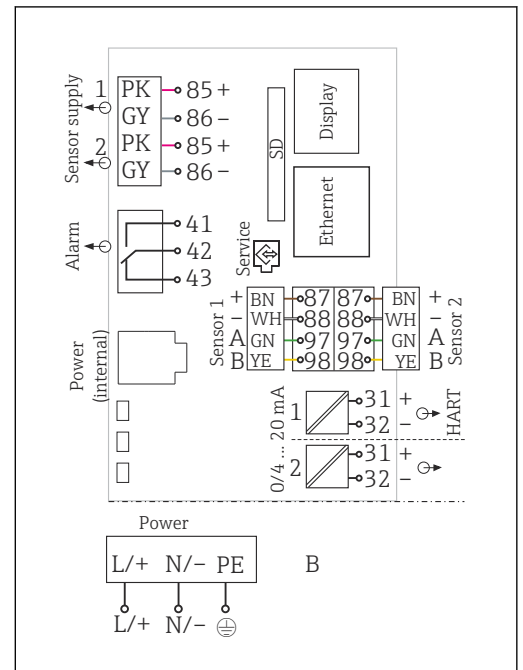 Sensor supply
1
PK
85 +
GY
86 −
2
PK
85 +
GY
86 −
Display
SD
Ethernet
Alarm
41
42
43
Service
Power
(internal)
Sensor 1
+ BN 87 87 BN +
− WH 88 88 WH −
A GN 97 97 GN A
B YE 98 98 YE B
Sensor 2
0/4 ... 20 mA
1
31 +
32 −
HART
2
31 +
32 −
Power
L/+ N/− PE
B
L/+ N/−